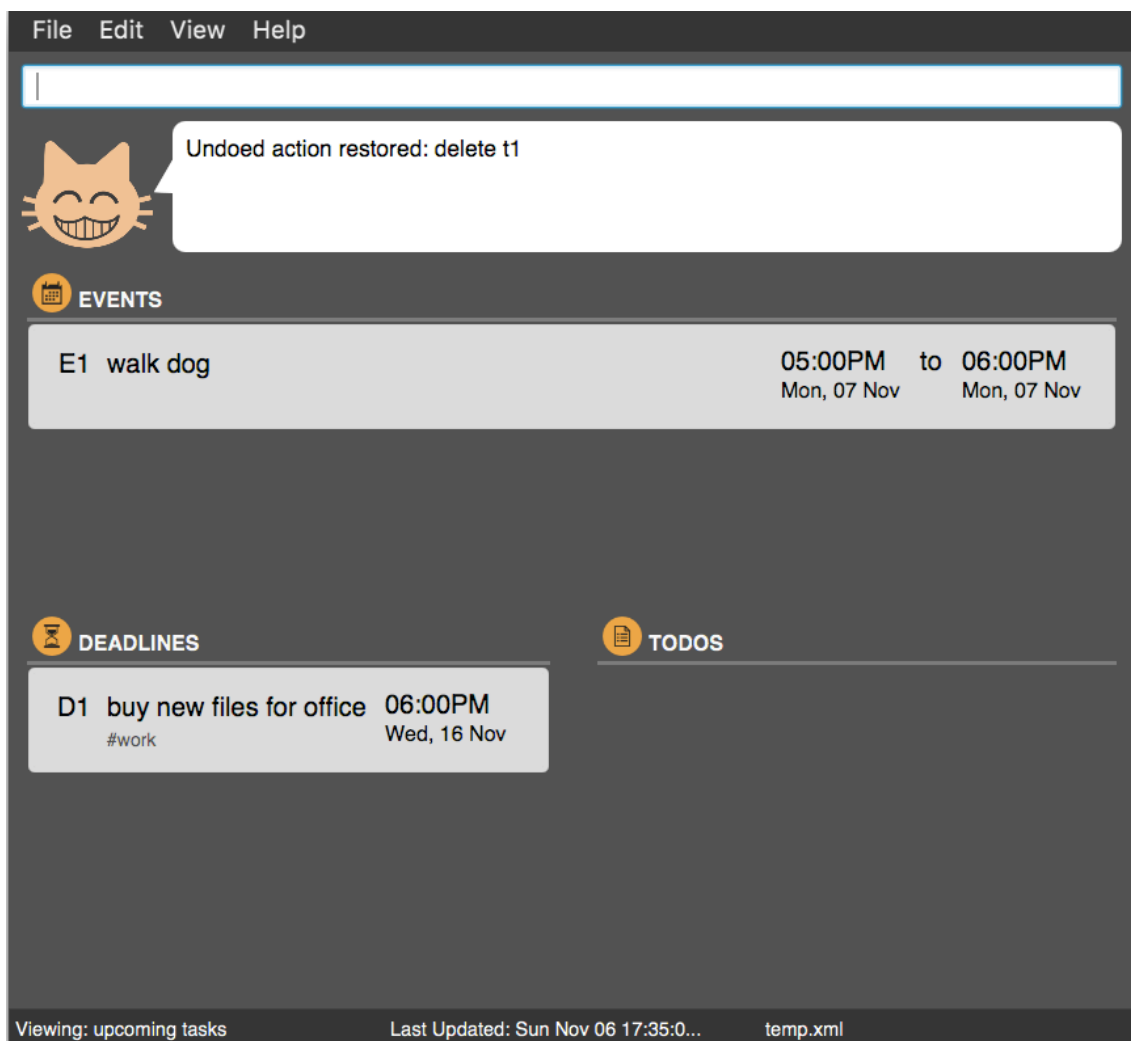 File Edit View Help
Undoed action restored: delete t1
EVENTS
E1 walk dog 05:00PM to 06:00PM
Mon, 07 Nov Mon, 07 Nov
DEADLINES TODOS
D1 buy new files for office 06:00PM
#work Wed, 16 Nov
Viewing: upcoming tasks Last Updated: Sun Nov 06 17:35:0... temp.xml